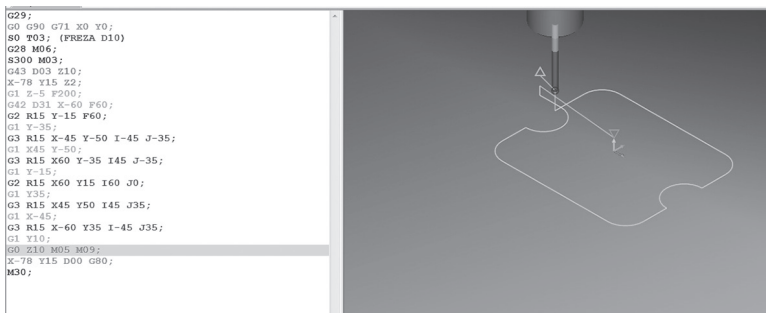 G29;
G0 G90 G71 X0 Y0;
S0 T03; (FREZA D10)
G28 M06;
S300 M03;
G43 D03 Z10;
X-78 Y15 Z2;
G1 Z-5 F200;
G42 D31 X-60 F60;
G2 R15 Y-15 F60;
G1 Y-35;
G3 R15 X-45 Y-50 I-45 J-35;
G1 X45 Y-50;
G3 R15 X60 Y-35 I45 J-35;
G1 Y-15;
G2 R15 X60 Y15 I60 J0;
G1 Y35;
G3 R15 X45 Y50 I45 J35;
G1 X-45;
G3 R15 X-60 Y35 I-45 J35;
G1 Y10;
G0 Z10 M05 M09;
X-78 Y15 D00 G80;
M30;